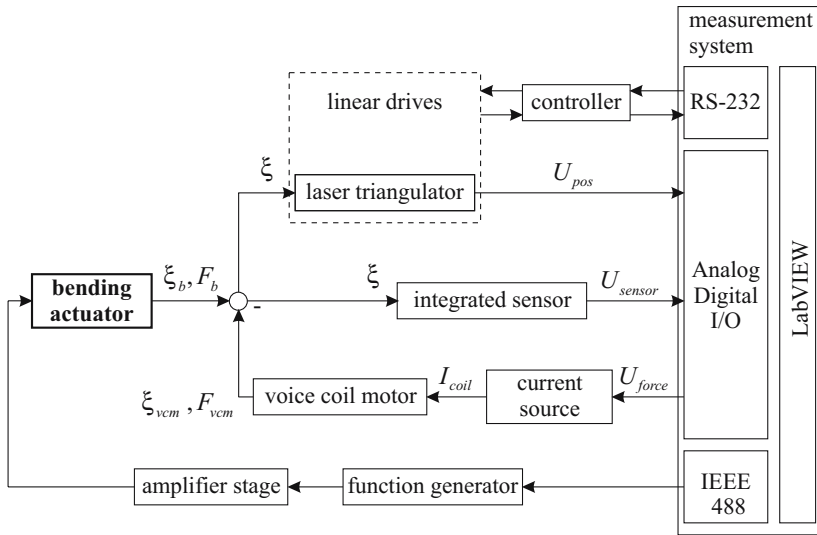 measurement
system
linear drives
controller
RS-232
ξ
laser triangulator
U_pos
bending
actuator
ξ_b, F_b
-
ξ
integrated sensor
U_sensor
Analog
Digital
I/O
LabVIEW
ξ_vcm , F_vcm
voice coil motor
I_coil
current
source
U_force
amplifier stage
function generator
IEEE
488